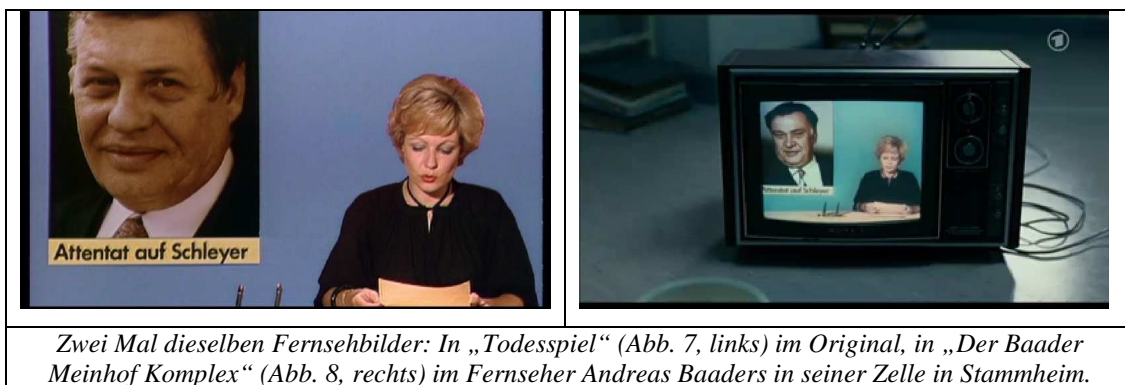 Attentat auf Schleyer
Attentat auf Schleyer
Zwei Mal dieselben Fernsehbilder: In „Todesspiel“ (Abb. 7, links) im Original, in „Der Baader
Meinhof Komplex“ (Abb. 8, rechts) im Fernseher Andreas Baaders in seiner Zelle in Stammheim.